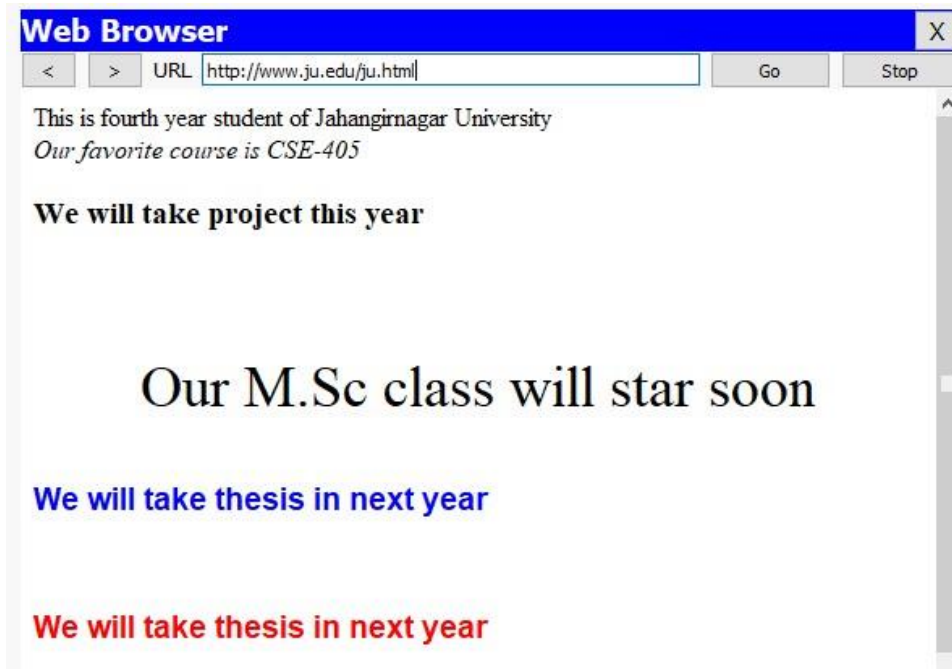 Web Browser X
< > URL http://www.ju.edu/ju.html Go Stop
This is fourth year student of Jahangirnagar University
Our favorite course is CSE-405
We will take project this year
Our M.Sc class will star soon
We will take thesis in next year
We will take thesis in next year